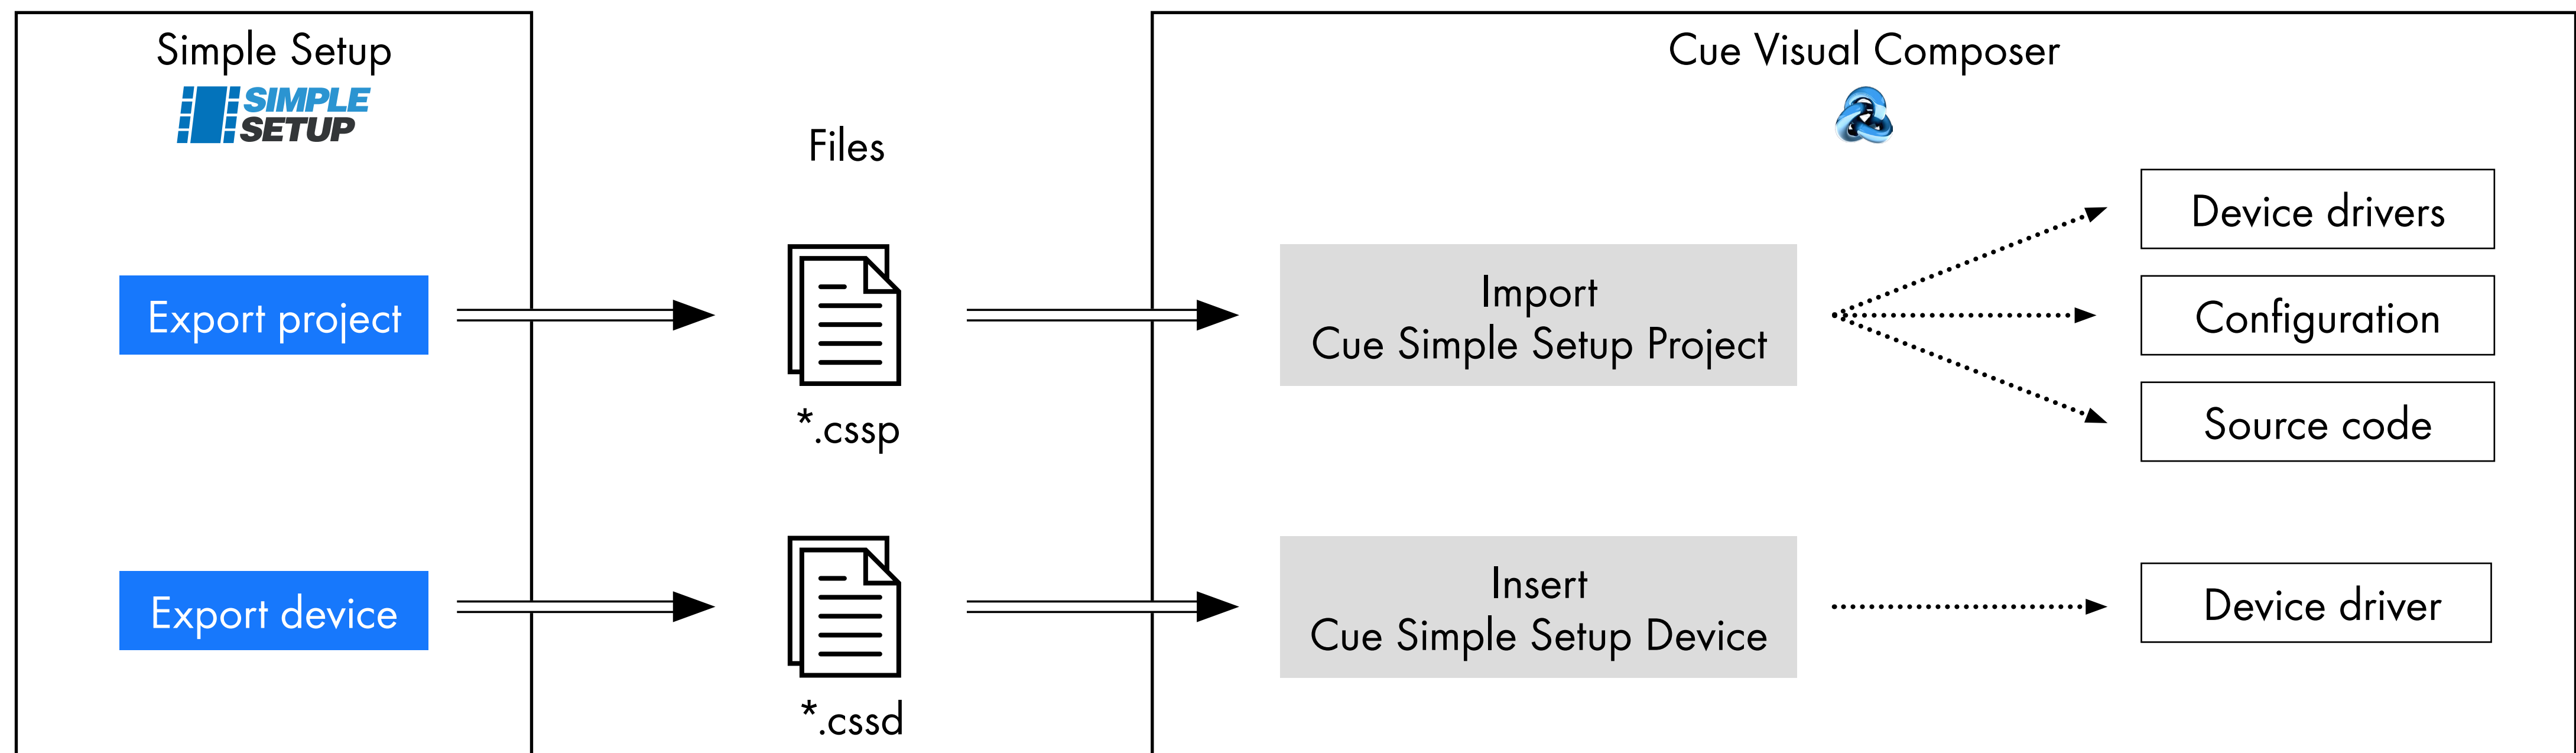 Simple Setup
SIMPLE
SETUP
Files
Cue Visual Composer
Export project
*.cssp
Import
Cue Simple Setup Project
Device drivers
Configuration
Source code
Export device
*.cssd
Insert
Cue Simple Setup Device
Device driver